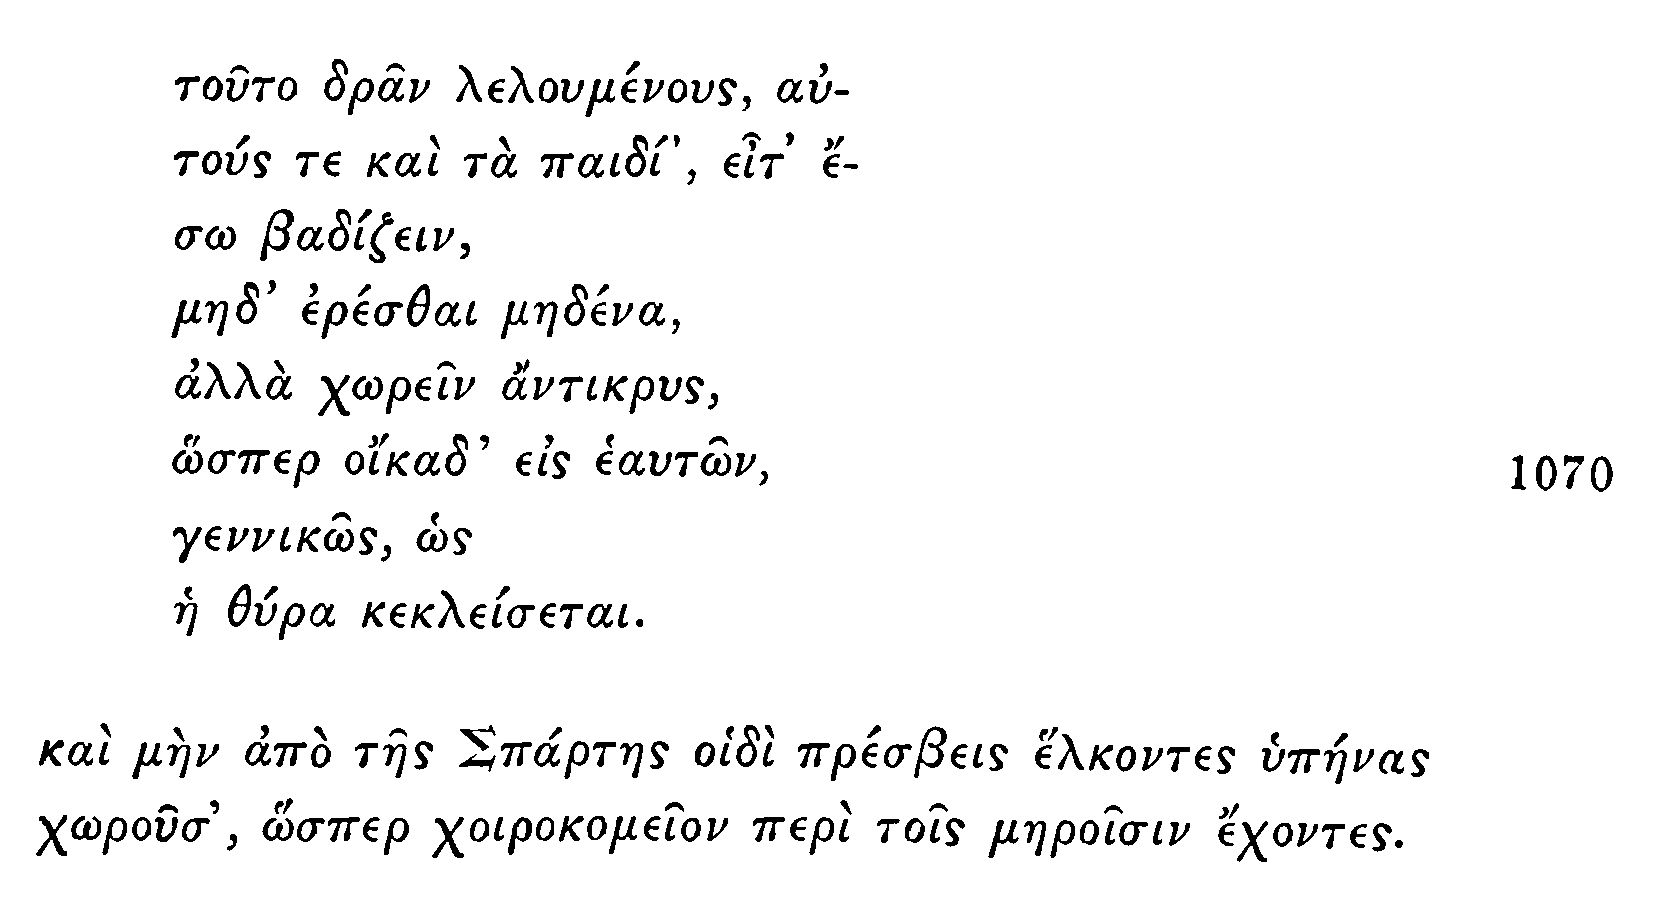 τοῦτο δρᾶν λελουμένους, αὐ-
τούς τε καὶ τὰ παιδί', εἶτ' ἔ-
σω βαδίζειν,
μηδ' ἐρέσθαι μηδένα,
ἀλλὰ χωρεῖν ἄντικρυς,
ὥσπερ οἴκαδ' εἰς ἑαυτῶν,
1070
γεννικῶς, ὡς
ἡ θύρα κεκλείσεται.
καὶ μὴν ἀπὸ τῆς Σπάρτης οἱδὶ πρέσβεις ἕλκοντες ὑπήνας
χωροῦσ', ὥσπερ χοιροκομεῖον περὶ τοῖς μηροῖσιν ἔχοντες.